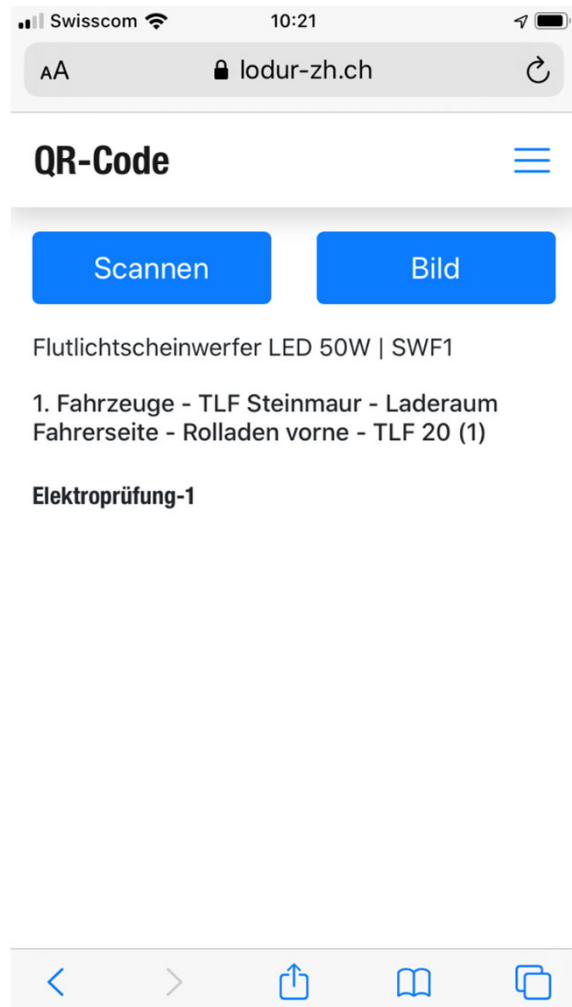 Swisscom 10:21
AA lodur-zh.ch
QR-Code
Scannen Bild
Flutlichtscheinwerfer LED 50W | SWF1
1. Fahrzeuge - TLF Steinmaur - Laderaum
Fahrerseite - Rolladen vorne - TLF 20 (1)
Elektroprüfung-1